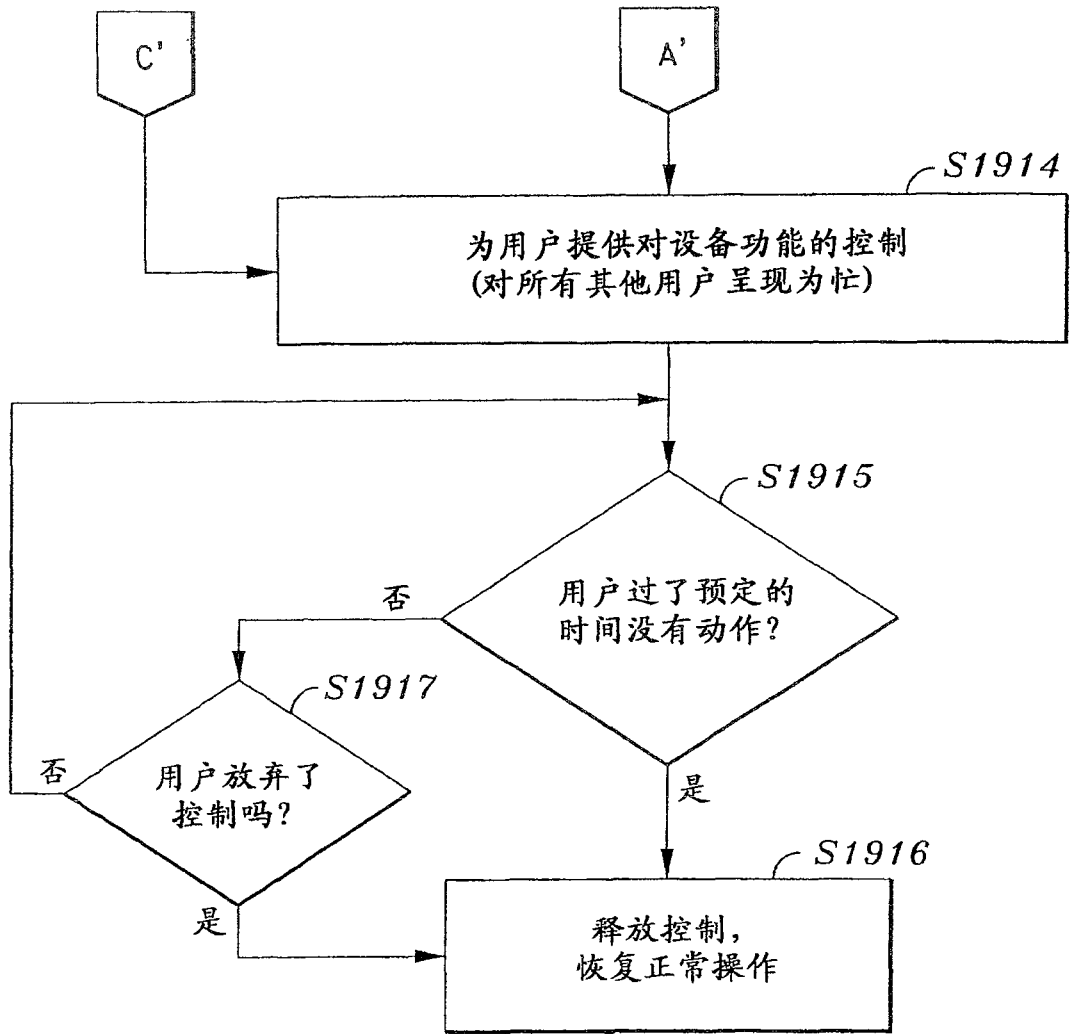 C'
A'
S1914
为用户提供对设备功能的控制
(对所有其他用户呈现为忙)
S1915
用户过了预定的
时间没有动作?
否
S1917
用户放弃了
控制吗?
否
是
是
S1916
释放控制,
恢复正常操作